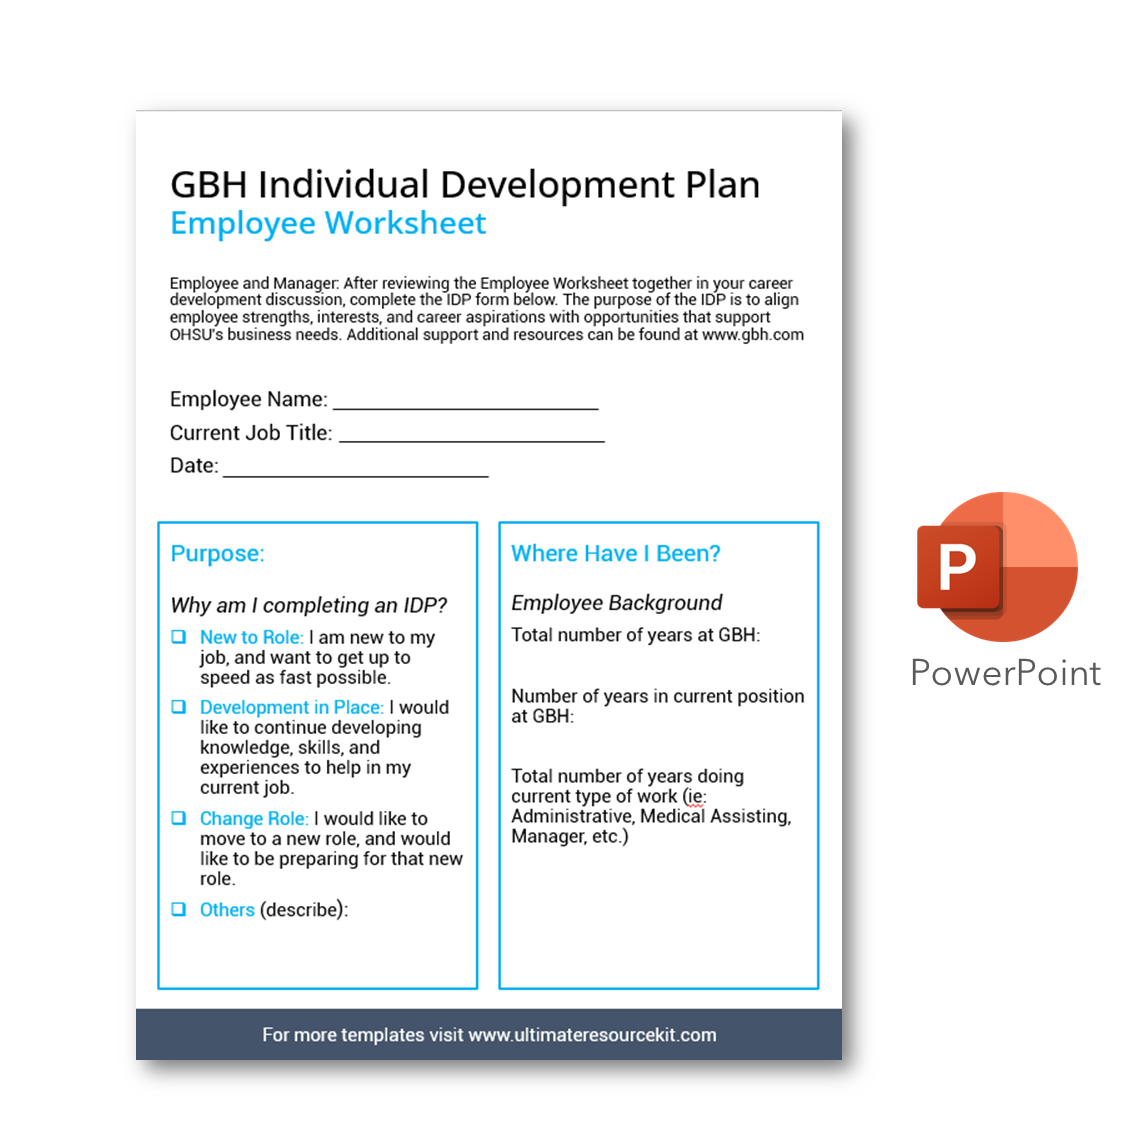 GBH Individual Development Plan
Employee Worksheet
Employee and Manager: After reviewing the Employee Worksheet together in your career
development discussion, complete the IDP form below. The purpose of the IDP is to align
employee strengths, interests, and career aspirations with opportunities that support
OHSU's business needs. Additional support and resources can be found at www.gbh.com
Employee Name: ________________________
Current Job Title: ________________________
Date: ________________________
Purpose:
Why am I completing an IDP?
❑ New to Role: I am new to my
job, and want to get up to
speed as fast possible.
❑ Development in Place: I would
like to continue developing
knowledge, skills, and
experiences to help in my
current job.
❑ Change Role: I would like to
move to a new role, and would
like to be preparing for that new
role.
❑ Others (describe):
Where Have I Been?
Employee Background
Total number of years at GBH:
Number of years in current position
at GBH:
Total number of years doing
current type of work (ie:
Administrative, Medical Assisting,
Manager, etc.)
For more templates visit www.ultimateresourcekit.com
P
PowerPoint